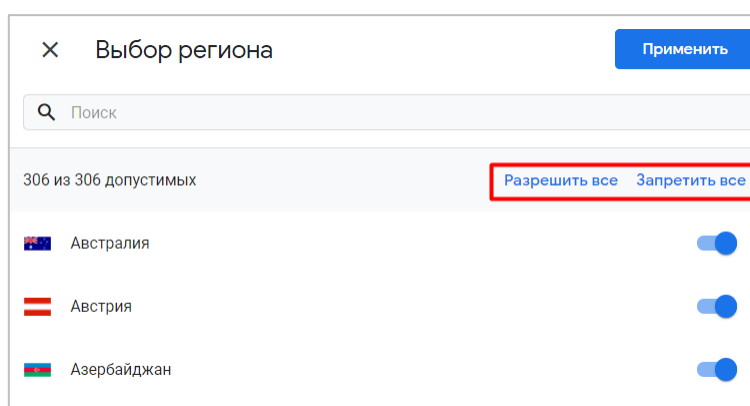 Выбор региона
Применить
Поиск
306 из 306 допустимых
Разрешить все Запретить все
Австралия
Австрия
Азербайджан